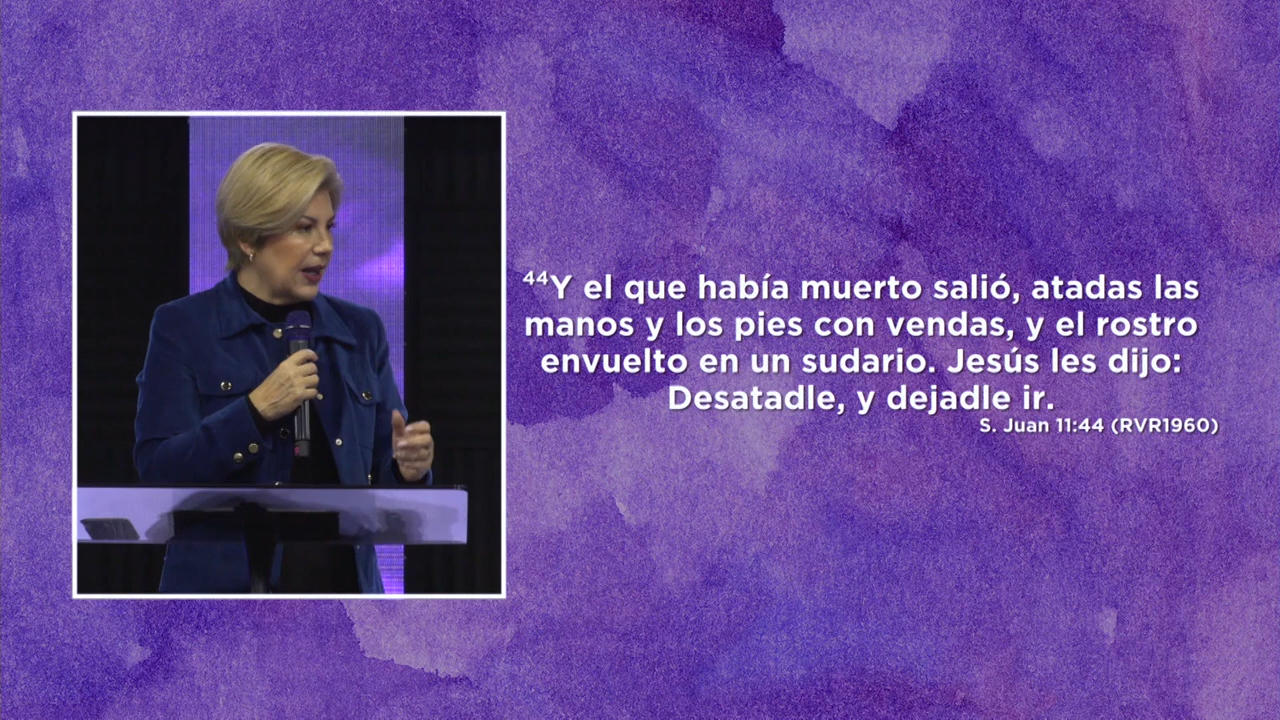 ⁴⁴Y el que había muerto salió, atadas las
manos y los pies con vendas, y el rostro
envuelto en un sudario. Jesús les dijo:
Desatadle, y dejadle ir.
S. Juan 11:44 (RVR1960)